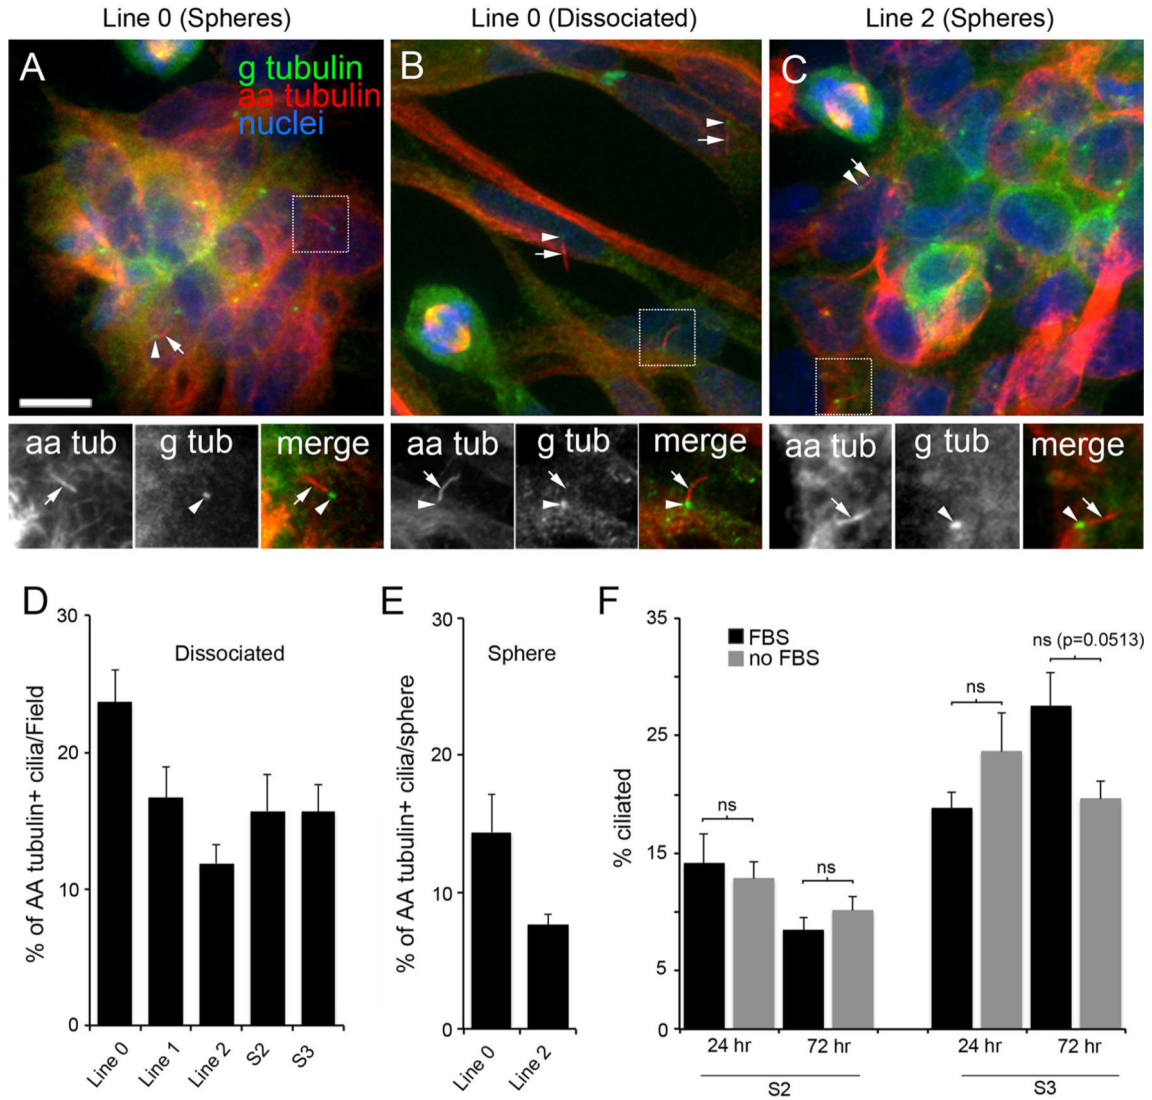 Line 0 (Spheres)
Line 0 (Dissociated)
Line 2 (Spheres)
A
g tubulin
aa tubulin
nuclei
B
C
aa tub
g tub
merge
aa tub
g tub
merge
aa tub
g tub
merge
D
% of AA tubulin+ cilia/Field
30
20
10
0
Dissociated
Line 0
Line 1
Line 2
S2
S3
E
% of AA tubulin+ cilia/sphere
30
20
10
0
Sphere
Line 0
Line 2
F
% ciliated
35
25
15
5
0
FBS
no FBS
ns
ns
ns
ns (p=0.0513)
24 hr
72 hr
24 hr
72 hr
S2
S3